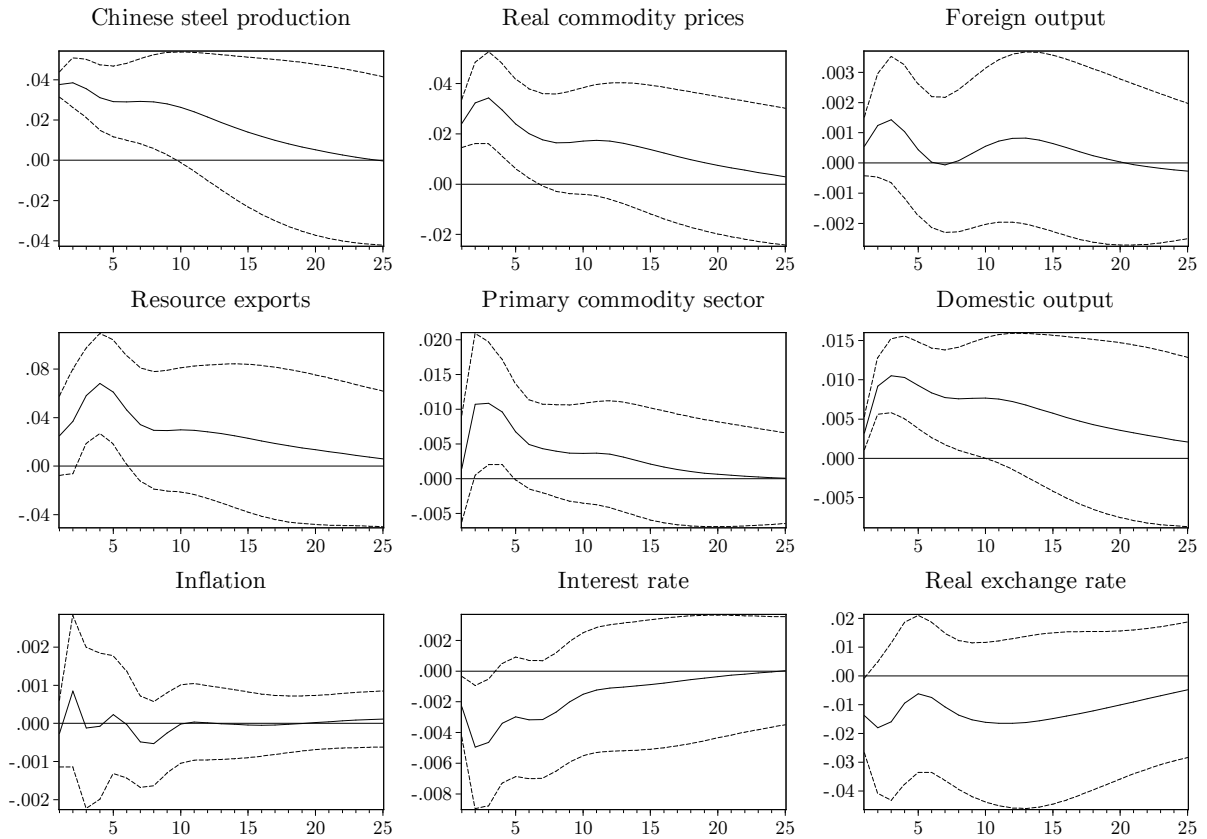 Chinese steel production
Real commodity prices
Foreign output
.04
.02
.00
-.02
-.04
5 10 15 20 25
.04
.02
.00
-.02
5 10 15 20 25
.003
.002
.001
.000
-.001
-.002
5 10 15 20 25
Resource exports
Primary commodity sector
Domestic output
.08
.04
.00
-.04
5 10 15 20 25
.020
.015
.010
.005
.000
-.005
5 10 15 20 25
.015
.010
.005
.000
-.005
5 10 15 20 25
Inflation
Interest rate
Real exchange rate
.002
.001
.000
-.001
-.002
5 10 15 20 25
.002
.000
-.002
-.004
-.006
-.008
5 10 15 20 25
.02
.01
.00
-.01
-.02
-.03
-.04
5 10 15 20 25